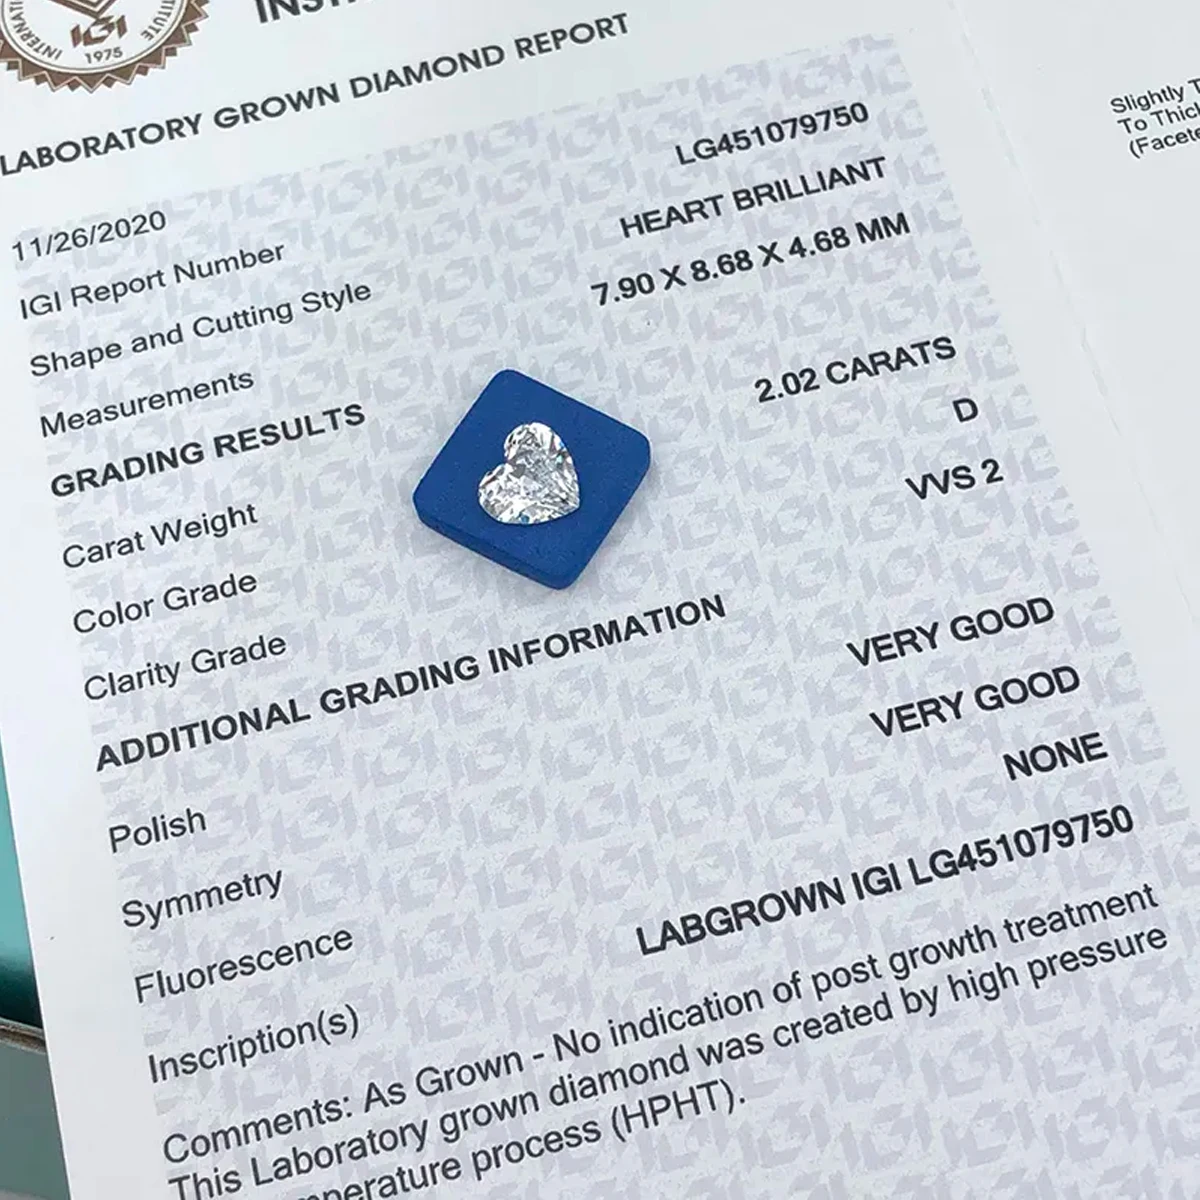 INTERNATI
ITUTE
IGI
1975
LABORATORY GROWN DIAMOND REPORT
11/26/2020
IGI Report Number LG451079750
Shape and Cutting Style HEART BRILLIANT
Measurements 7.90 X 8.68 X 4.68 MM
GRADING RESULTS
Carat Weight 2.02 CARATS
Color Grade D
Clarity Grade VVS 2
ADDITIONAL GRADING INFORMATION
Polish VERY GOOD
Symmetry VERY GOOD
Fluorescence NONE
Inscription(s) LABGROWN IGI LG451079750
Comments: As Grown - No indication of post growth treatment
This Laboratory grown diamond was created by high pressure
perature process (HPHT).
Slightly T
To Thick
(Facete